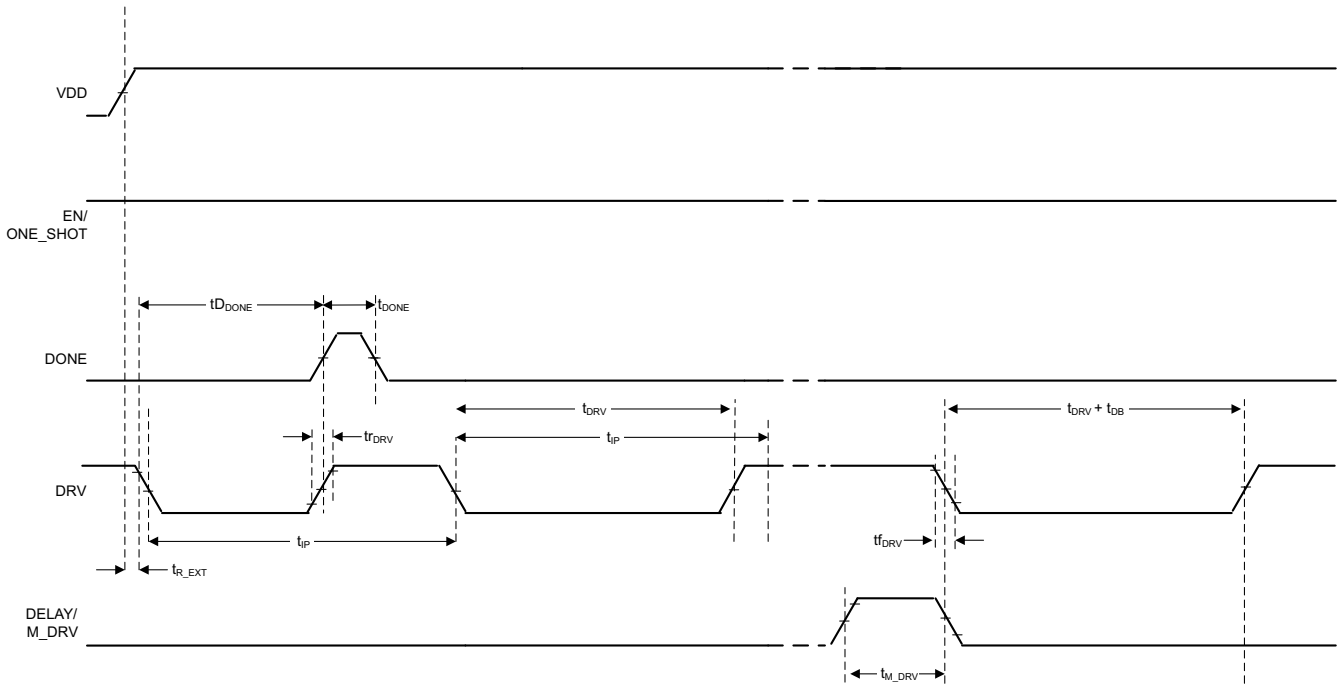 VDD
EN/
ONE_SHOT
tD_DONE
t_DONE
DONE
t_DRV
t_DRV + t_DB
tr_DRV
t_IP
DRV
t_IP
tf_DRV
t_R_EXT
DELAY/
M_DRV
t_M_DRV